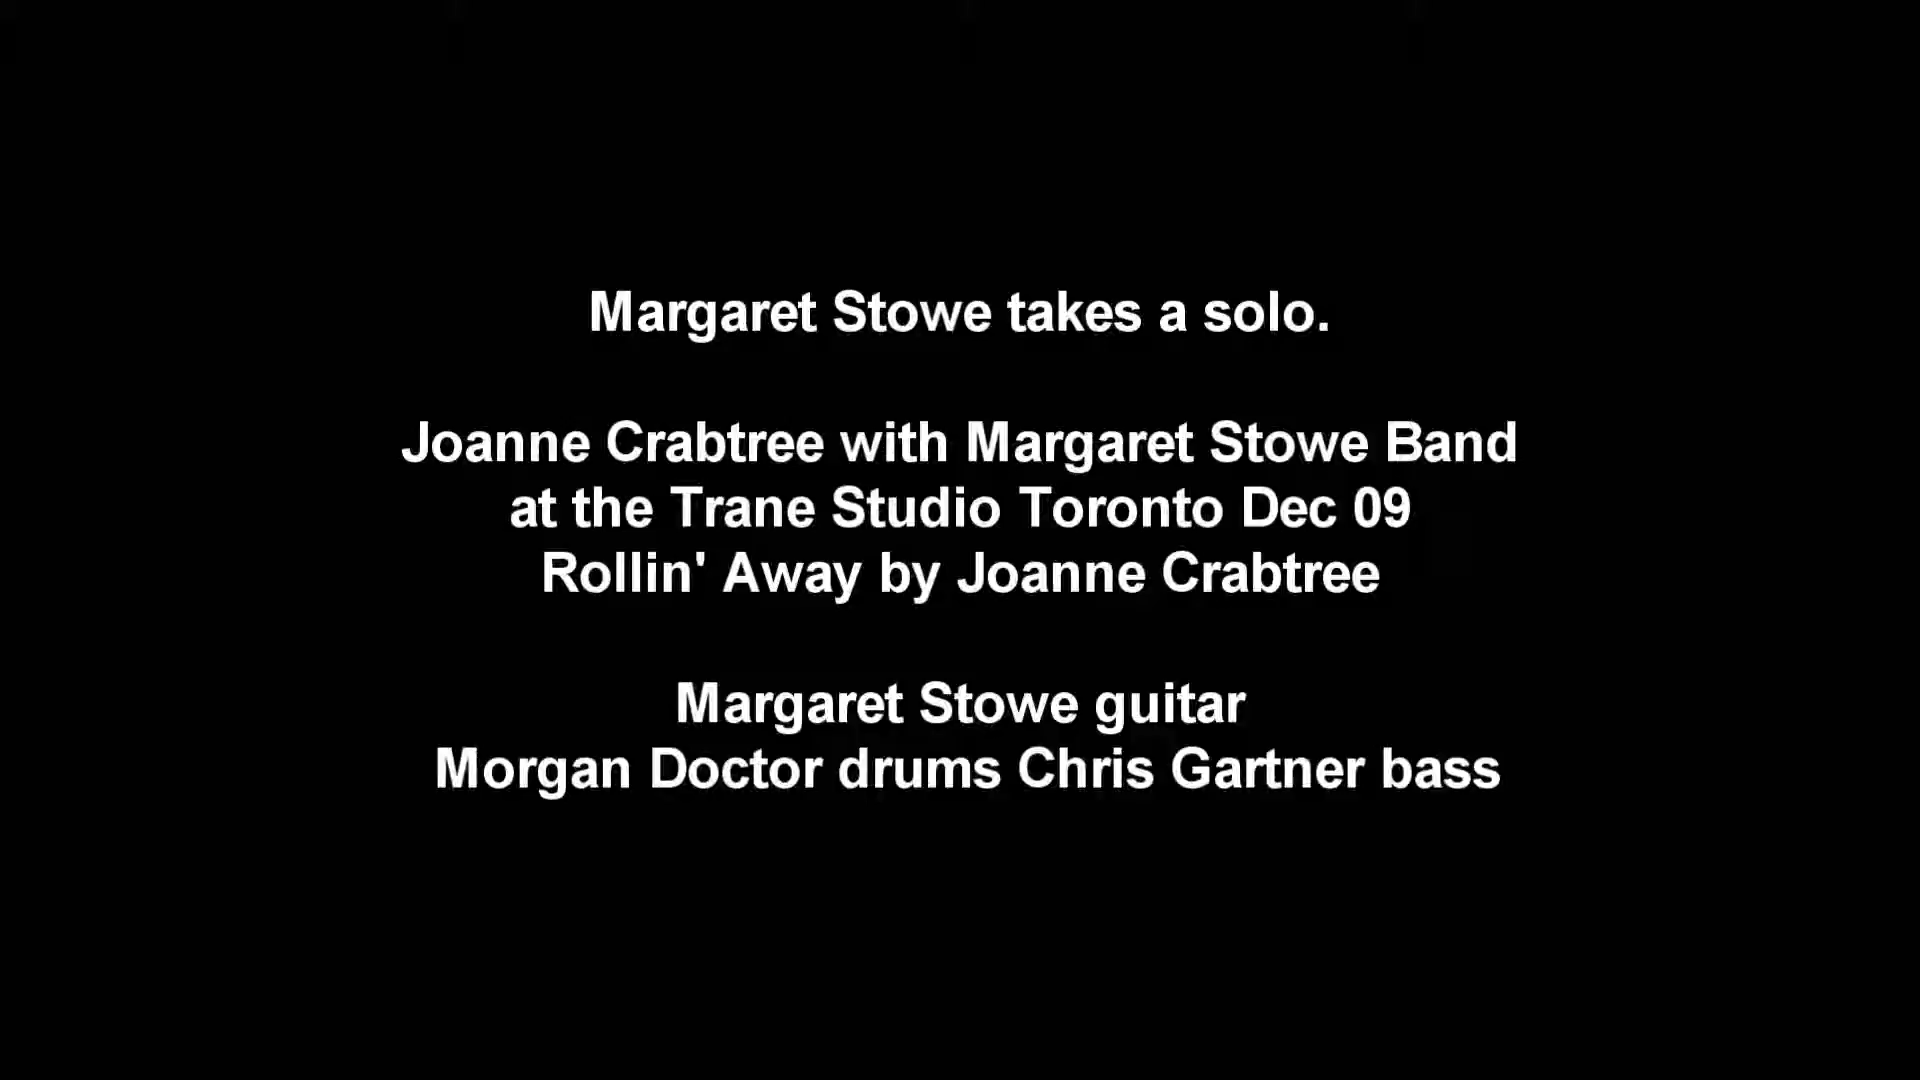 Margaret Stowe takes a solo.
Joanne Crabtree with Margaret Stowe Band
at the Trane Studio Toronto Dec 09
Rollin' Away by Joanne Crabtree
Margaret Stowe guitar
Morgan Doctor drums Chris Gartner bass